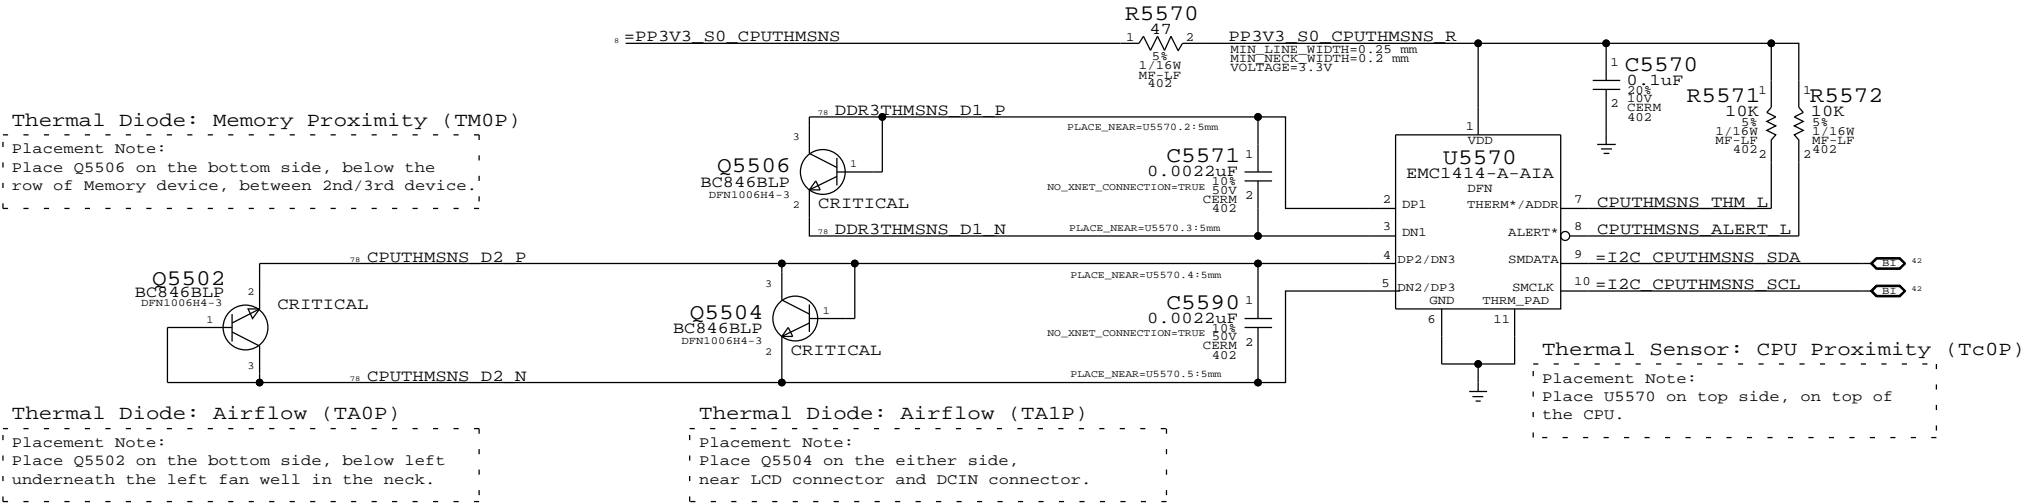 R5570
47
8 =PP3V3_S0_CPUTHMSNS
1
2
PP3V3_S0_CPUTHMSNS_R
MIN_LINE_WIDTH=0.25 mm
MIN_NECK_WIDTH=0.2 mm
VOLTAGE=3.3V
5%
1/16W
MF-LF
402
1
C5570
0.1uF
20%
10V
CERM
402
2
R5571
10K
5%
1/16W
MF-LF
402
1
2
R5572
10K
5%
1/16W
MF-LF
402
1
2
Thermal Diode: Memory Proximity (TM0P)
Placement Note:
Place Q5506 on the bottom side, below the
row of Memory device, between 2nd/3rd device.
78 DDR3THMSNS_D1_P
PLACE_NEAR=U5570.2:5mm
3
Q5506
BC846BLP
DFN1006H4-3
1
2
CRITICAL
C5571
0.0022uF
NO_XNET_CONNECTION=TRUE
10%
50V
CERM
402
1
2
78 DDR3THMSNS_D1_N
PLACE_NEAR=U5570.3:5mm
1
VDD
U5570
EMC1414-A-AIA
DFN
2 DP1
THERM*/ADDR 7 CPUTHMSNS_THM_L
3 DN1
ALERT* 8 CPUTHMSNS_ALERT_L
4 DP2/DN3
SMDATA 9 =I2C_CPUTHMSNS_SDA BI 42
5 DN2/DP3
SMCLK 10 =I2C_CPUTHMSNS_SCL BI 42
GND THRM_PAD
6 11
78 CPUTHMSNS_D2_P
PLACE_NEAR=U5570.4:5mm
Q5502
BC846BLP
DFN1006H4-3
2
CRITICAL
1
3
3
Q5504
BC846BLP
DFN1006H4-3
1
2
CRITICAL
C5590
0.0022uF
NO_XNET_CONNECTION=TRUE
10%
50V
CERM
402
1
2
78 CPUTHMSNS_D2_N
PLACE_NEAR=U5570.5:5mm
Thermal Sensor: CPU Proximity (Tc0P)
Placement Note:
Place U5570 on top side, on top of
the CPU.
Thermal Diode: Airflow (TA0P)
Placement Note:
Place Q5502 on the bottom side, below left
underneath the left fan well in the neck.
Thermal Diode: Airflow (TA1P)
Placement Note:
Place Q5504 on the either side,
near LCD connector and DCIN connector.